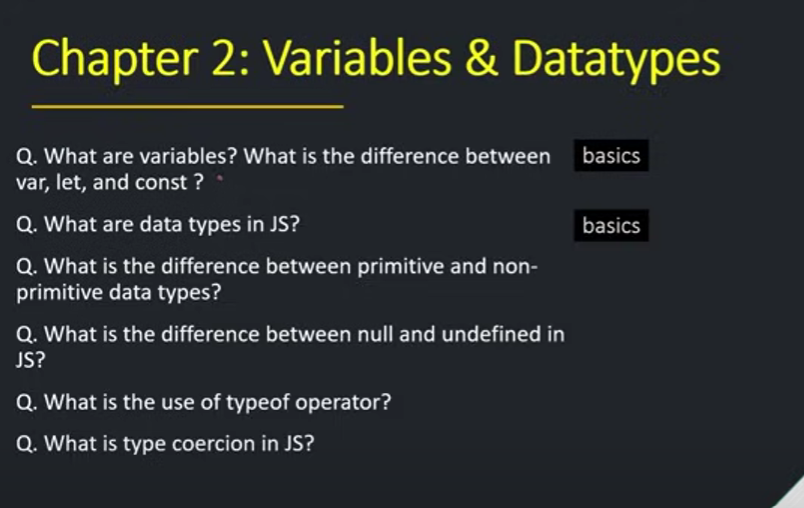 Chapter 2: Variables & Datatypes
Q. What are variables? What is the difference between basics
var, let, and const ?
Q. What are data types in JS? basics
Q. What is the difference between primitive and non-
primitive data types?
Q. What is the difference between null and undefined in
JS?
Q. What is the use of typeof operator?
Q. What is type coercion in JS?